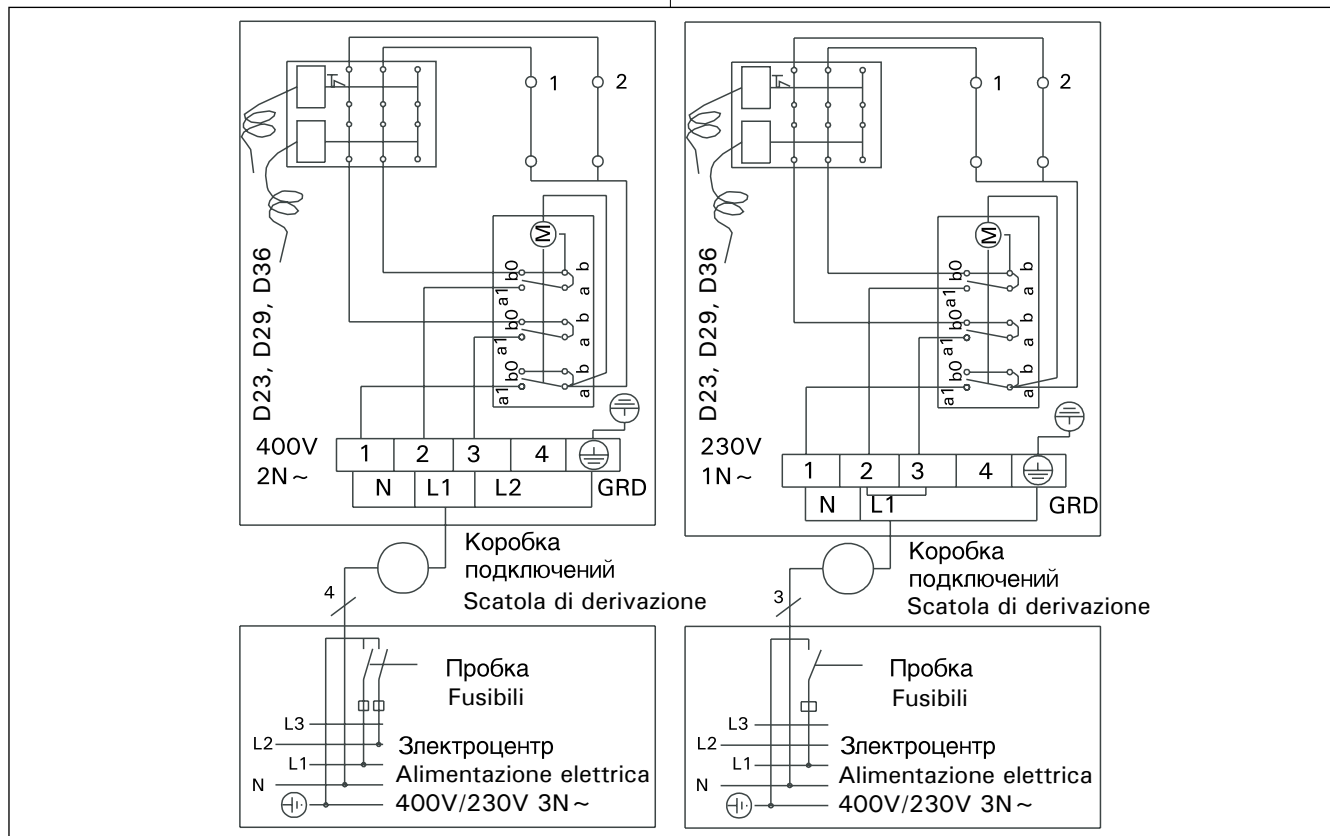 1
2
D23, D29, D36
M
b0
b
a1
a
b0
b
a1
a
b0
b
a1
a
400V
2N~
1 2 3 4
N L1 L2 GRD
Коробка
подключений
Scatola di derivazione
4
Пробка
Fusibili
L3
L2
L1
N
Злектроцентр
Alimentazione elettrica
400V/230V 3N~
1
2
D23, D29, D36
M
b0
b
a1
a
b0
b
a1
a
b0
b
a1
a
230V
1N~
1 2 3 4
N L1 GRD
Коробка
подключений
Scatola di derivazione
3
Пробка
Fusibili
L3
L2
L1
N
Злектроцентр
Alimentazione elettrica
400V/230V 3N~